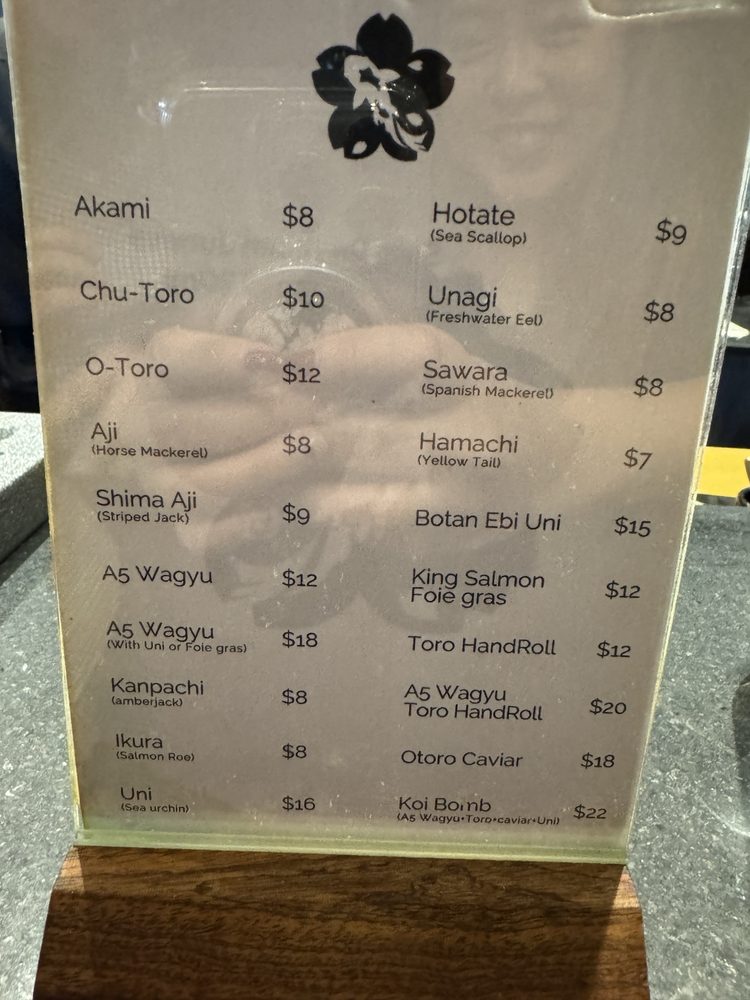 Akami $8
Chu-Toro $10
O-Toro $12
Aji $8
(Horse Mackerel)
Shima Aji $9
(Striped Jack)
A5 Wagyu $12
A5 Wagyu $18
(With Uni or Foie gras)
Kanpachi $8
(amberjack)
Ikura $8
(Salmon Roe)
Uni $16
(Sea urchin)
Hotate $9
(Sea Scallop)
Unagi $8
(Freshwater Eel)
Sawara $8
(Spanish Mackerel)
Hamachi $7
(Yellow Tail)
Botan Ebi Uni $15
King Salmon $12
Foie gras
Toro HandRoll $12
A5 Wagyu $20
Toro HandRoll
Otoro Caviar $18
Koi Bomb $22
(A5 Wagyu+Toro+caviar+Uni)